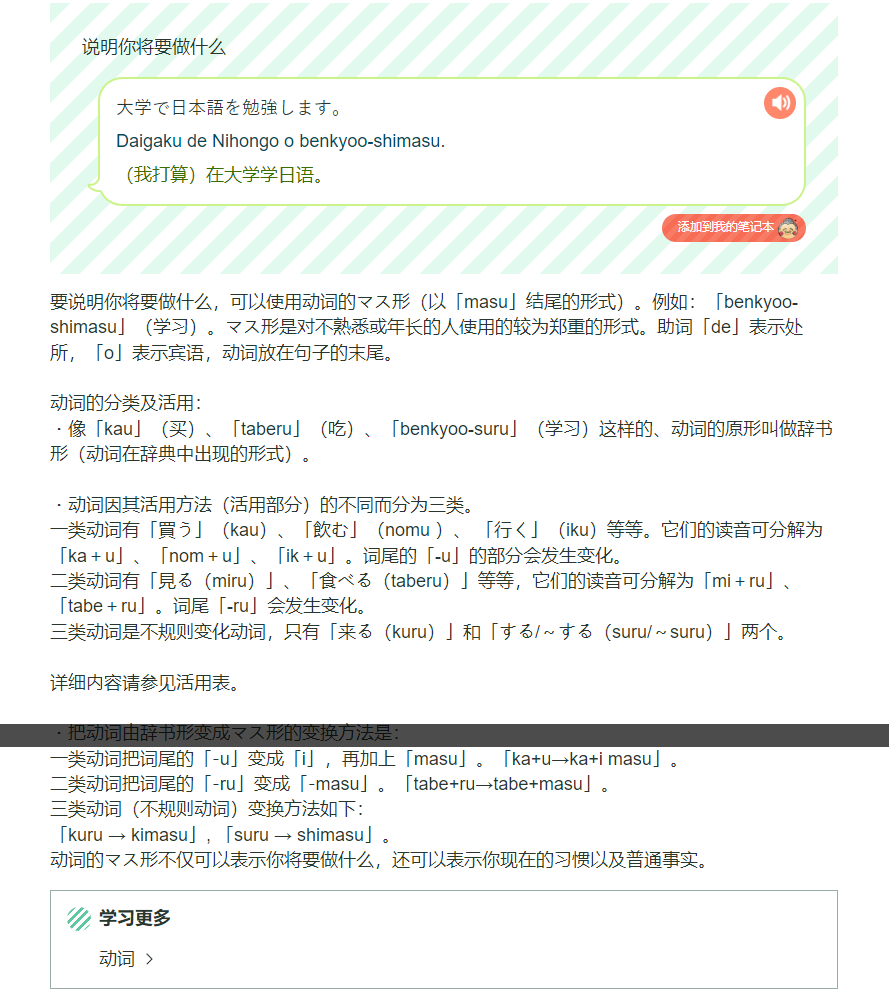 说明你将要做什么
大学で日本語を勉強します。
Daigaku de Nihongo o benkyoo-shimasu.
（我打算）在大学学日语。
添加到我的笔记本
要说明你将要做什么，可以使用动词的マス形（以「masu」结尾的形式）。例如：「benkyoo-
shimasu」（学习）。マス形是对不熟悉或年长的人使用的较为郑重的形式。助词「de」表示处
所，「o」表示宾语，动词放在句子的末尾。
动词的分类及活用：
・像「kau」（买）、「taberu」（吃）、「benkyoo-suru」（学习）这样的、动词的原形叫做辞书
形（动词在辞典中出现的形式）。
・动词因其活用方法（活用部分）的不同而分为三类。
一类动词有「買う」（kau）、「飲む」（nomu ）、 「行く」（iku）等等。它们的读音可分解为
「ka＋u」、「nom＋u」、「ik＋u」。词尾的「-u」的部分会发生变化。
二类动词有「見る（miru）」、「食べる（taberu）」等等，它们的读音可分解为「mi＋ru」、
「tabe＋ru」。词尾「-ru」会发生变化。
三类动词是不规则变化动词，只有「来る（kuru）」和「する/～する（suru/～suru）」两个。
详细内容请参见活用表。
・把动词由辞书形变成マス形的变换方法是：
一类动词把词尾的「-u」变成「i」，再加上「masu」。「ka+u→ka+i masu」。
二类动词把词尾的「-ru」变成「-masu」。「tabe+ru→tabe+masu」。
三类动词（不规则动词）变换方法如下：
「kuru → kimasu」,「suru → shimasu」。
动词的マス形不仅可以表示你将要做什么，还可以表示你现在的习惯以及普通事实。
学习更多
动词 >